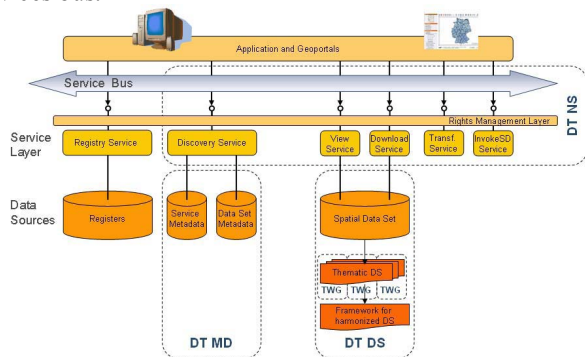 Application and Geoportals
Service Bus
DT NS
Rights Management Layer
Service
Layer
Registry Service
Discovery Service
View
Service
Download
Service
Transf.
Service
InvokeSD
Service
Data
Sources
Registers
Service
Metadata
Data Set
Metadata
Spatial Data Set
Thematic DS
TWG
TWG
TWG
Framework for
harmonized DS
DT MD
DT DS